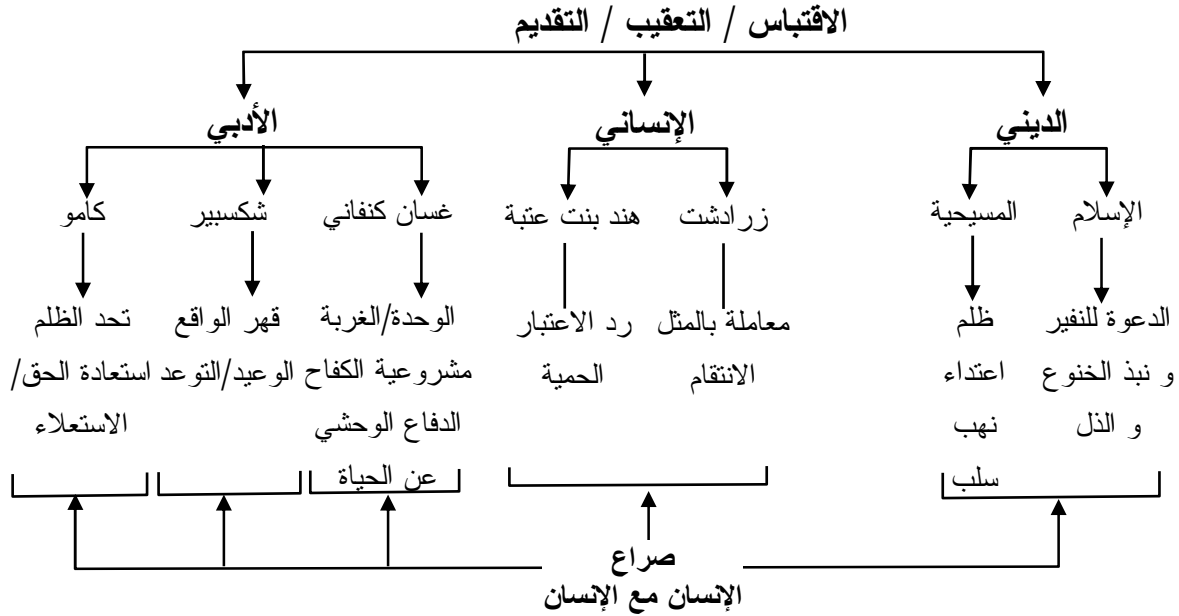 الاقتباس / التعقيب / التقديم
الديني
الإنساني
الأدبي
الإسلام
المسيحية
زرادشت
هند بنت عتبة
غسان كنفاني
شكسبير
كامو
الدعوة للنفير
و نبذ الخنوع
و الذل
ظلم
اعتداء
نهب
سلب
معاملة بالمثل
الانتقام
رد الاعتبار
الحمية
الوحدة/الغربة
مشروعية الكفاح
الدفاع الوحشي
عن الحياة
قهر الواقع
الوعيد/التوعد
تحد الظلم
استعادة الحق/
الاستعلاء
صراع
الإنسان مع الإنسان